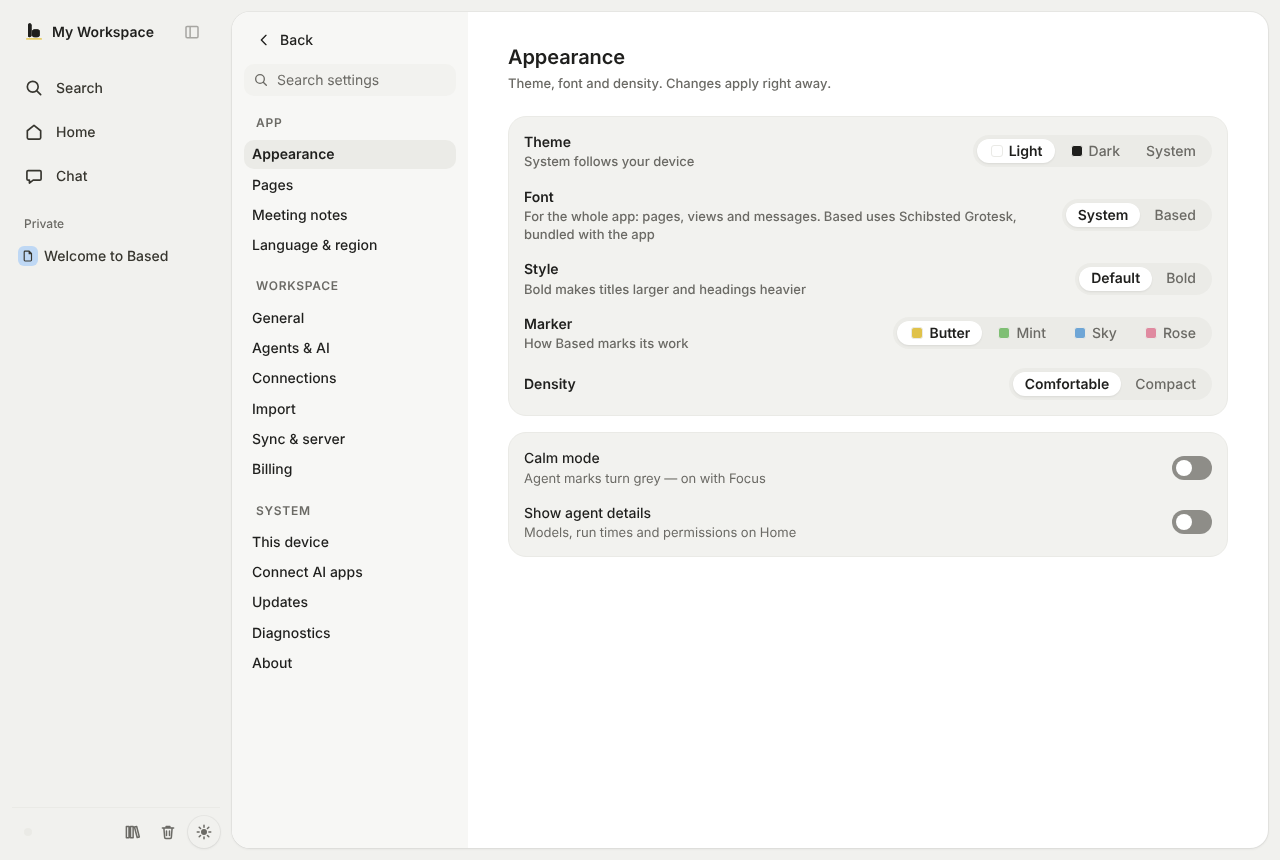 My Workspace
Search
Home
Chat
Private
Welcome to Based
Back
Search settings
APP
Appearance
Pages
Meeting notes
Language & region
WORKSPACE
General
Agents & AI
Connections
Import
Sync & server
Billing
SYSTEM
This device
Connect AI apps
Updates
Diagnostics
About
Appearance
Theme, font and density. Changes apply right away.
Theme
System follows your device
Light Dark System
Font
For the whole app: pages, views and messages. Based uses Schibsted Grotesk,
bundled with the app
System Based
Style
Bold makes titles larger and headings heavier
Default Bold
Marker
How Based marks its work
Butter Mint Sky Rose
Density
Comfortable Compact
Calm mode
Agent marks turn grey — on with Focus
Show agent details
Models, run times and permissions on Home